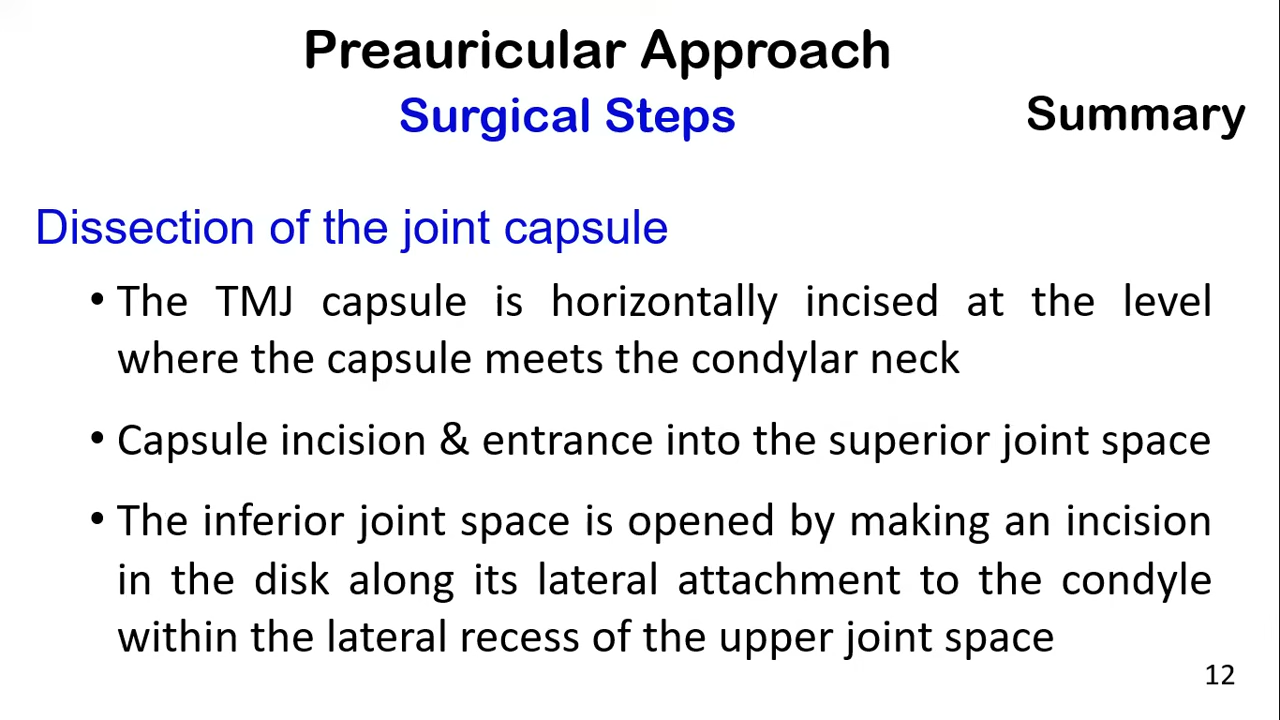 Preauricular Approach
Surgical Steps
Summary
Dissection of the joint capsule
• The TMJ capsule is horizontally incised at the level
where the capsule meets the condylar neck
• Capsule incision & entrance into the superior joint space
• The inferior joint space is opened by making an incision
in the disk along its lateral attachment to the condyle
within the lateral recess of the upper joint space
12